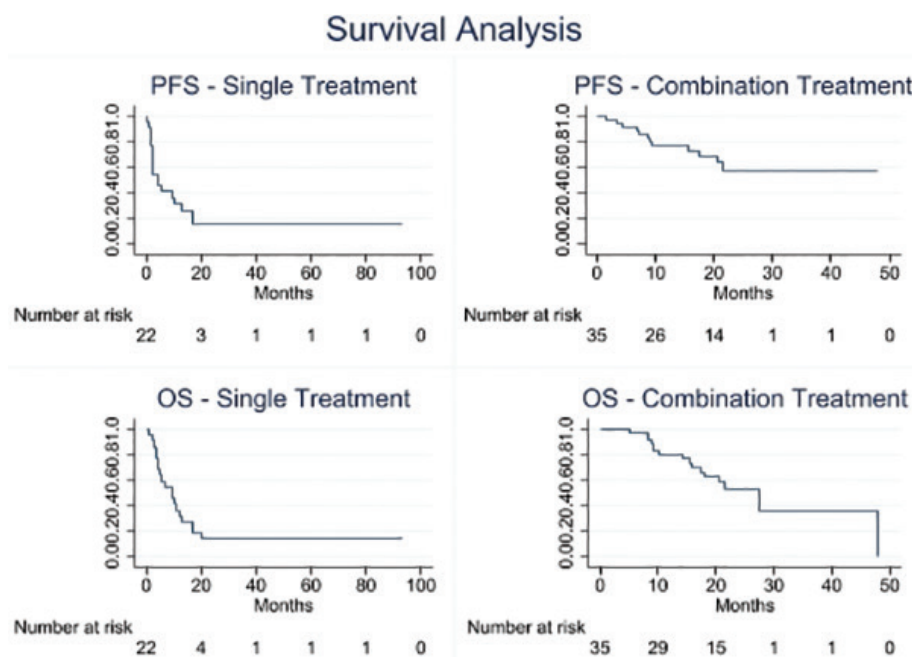 Survival Analysis
PFS - Single Treatment
0.00.20.40.60.81.0
0 20 40 60 80 100
Months
Number at risk
22 3 1 1 1 0
PFS - Combination Treatment
0.00.20.40.60.81.0
0 10 20 30 40 50
Months
Number at risk
35 26 14 1 1 0
OS - Single Treatment
0.00.20.40.60.81.0
0 20 40 60 80 100
Months
Number at risk
22 4 1 1 1 0
OS - Combination Treatment
0.00.20.40.60.81.0
0 10 20 30 40 50
Months
Number at risk
35 29 15 1 1 0